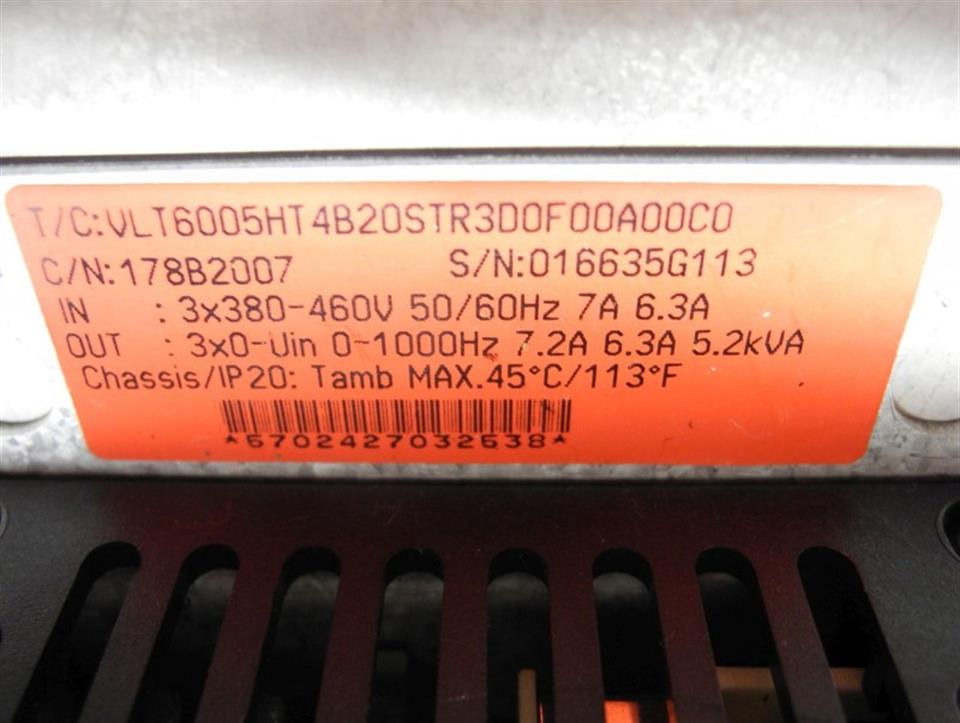 T/C:VLT6005HT4B20STR3D0F00A00C0
C/N:178B2007 S/N:016635G113
IN : 3x380-460V 50/60Hz 7A 6.3A
OUT : 3x0-Uin 0-1000Hz 7.2A 6.3A 5.2kVA
Chassis/IP20: Tamb MAX.45°C/113°F
*5702427032538*